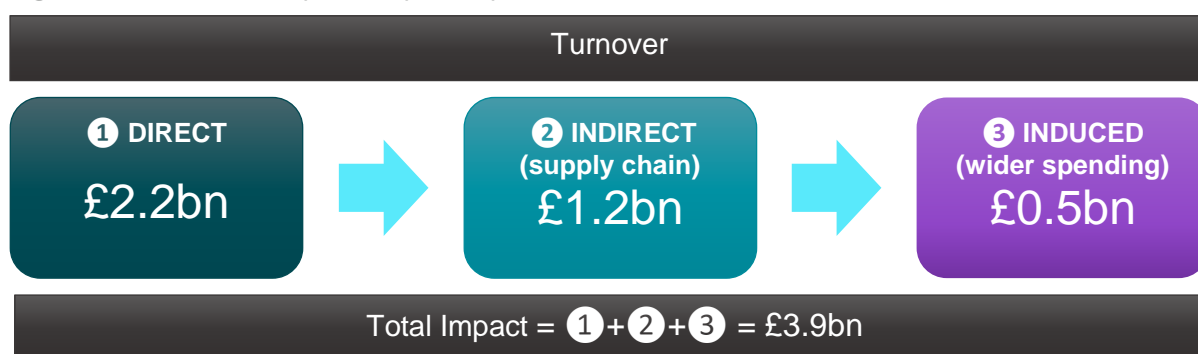 Turnover
❶ DIRECT
£2.2bn
❷ INDIRECT
(supply chain)
£1.2bn
❸ INDUCED
(wider spending)
£0.5bn
Total Impact = ❶+❷+❸ = £3.9bn